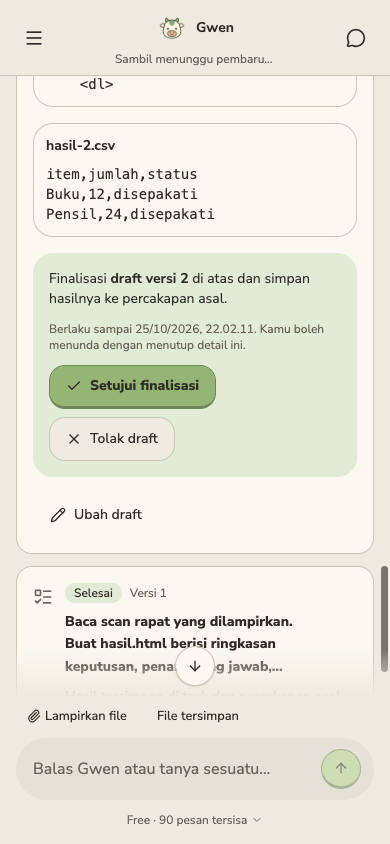 Gwen
Sambil menunggu pembaru...
<dl>
hasil-2.csv
item,jumlah,status
Buku,12,disepakati
Pensil,24,disepakati
Finalisasi draft versi 2 di atas dan simpan
hasilnya ke percakapan asal.
Berlaku sampai 25/10/2026, 22.02.11. Kamu boleh
menunda dengan menutup detail ini.
Setujui finalisasi
Tolak draft
Ubah draft
Selesai Versi 1
Baca scan rapat yang dilampirkan.
Buat hasil.html berisi ringkasan
keputusan, jawab,...
Lampirkan file File tersimpan
Balas Gwen atau tanya sesuatu...
Free · 90 pesan tersisa